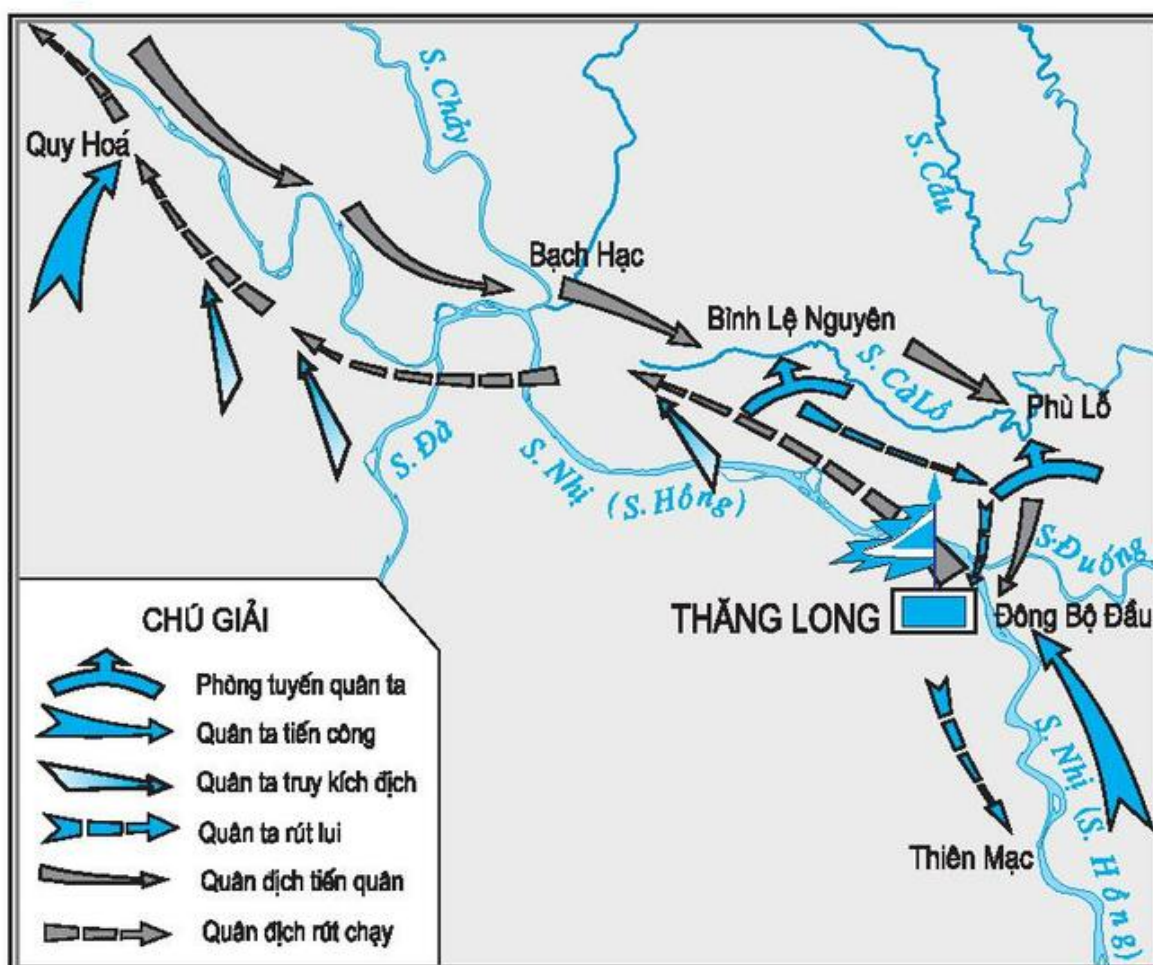 S. Chảy
S. Cầu
Quy Hoá
Bạch Hạc
Bình Lệ Nguyên
S. Cà Lồ
Phù Lỗ
S. Đà
S. Nhị (S. Hồng)
S. Đuống
THĂNG LONG
Đông Bộ Đầu
S. Nhị (S. Hồng)
Thiên Mạc
CHÚ GIẢI
Phòng tuyến quân ta
Quân ta tiến công
Quân ta truy kích địch
Quân ta rút lui
Quân địch tiến quân
Quân địch rút chạy